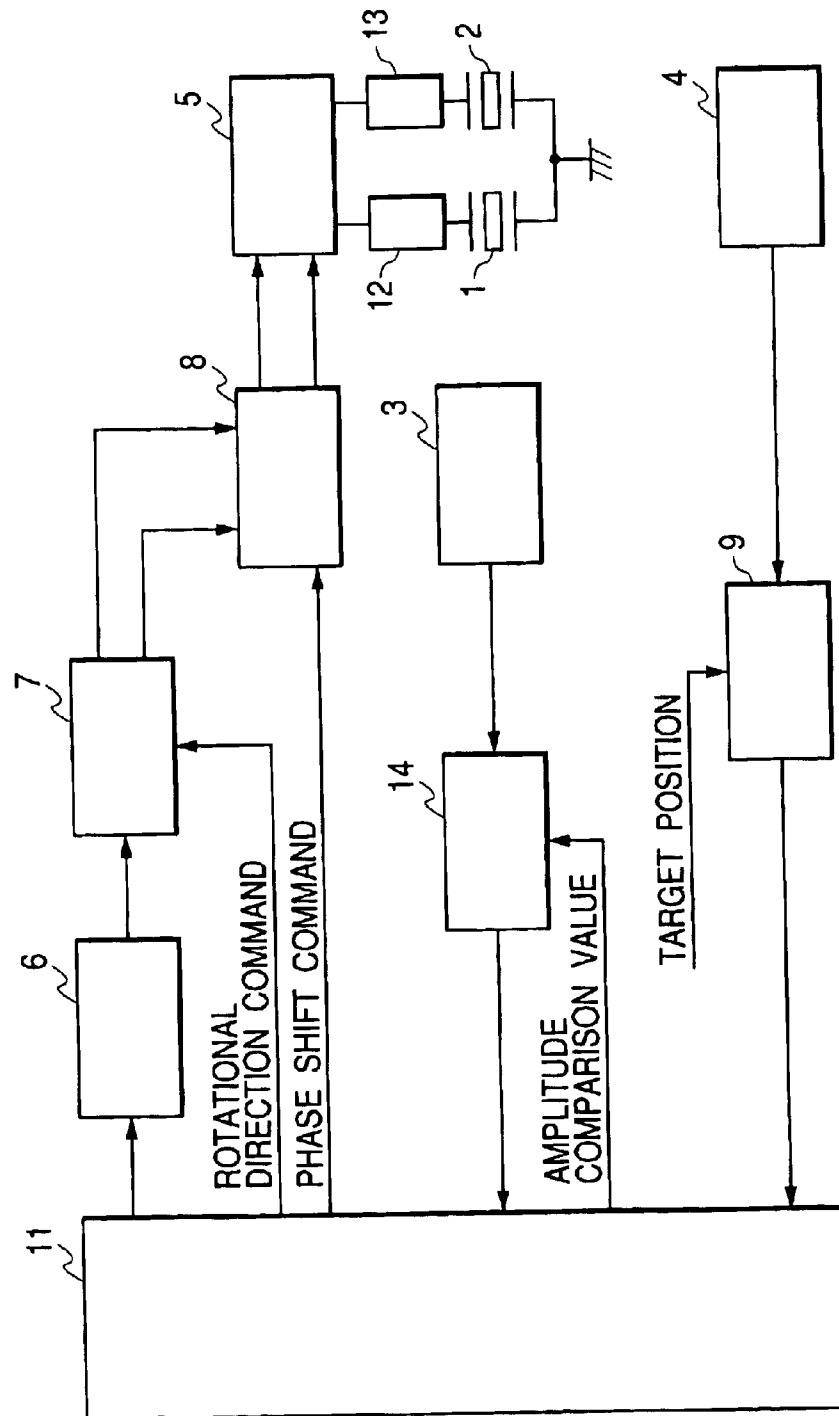 11
6
7
8
5
13
2
12
1
ROTATIONAL
DIRECTION COMMAND
PHASE SHIFT COMMAND
3
14
AMPLITUDE
COMPARISON VALUE
4
9
TARGET POSITION